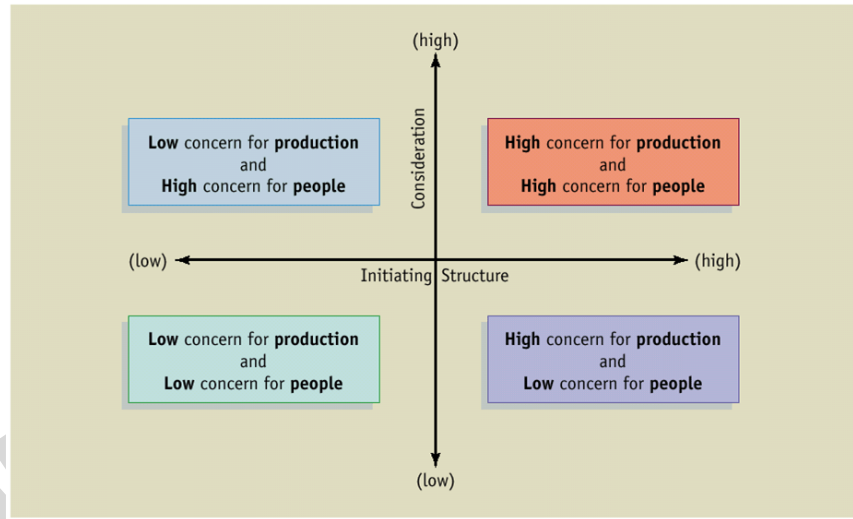 (high)
Consideration
Low concern for production
and
High concern for people
High concern for production
and
High concern for people
(low)
(high)
Initiating Structure
Low concern for production
and
Low concern for people
High concern for production
and
Low concern for people
(low)